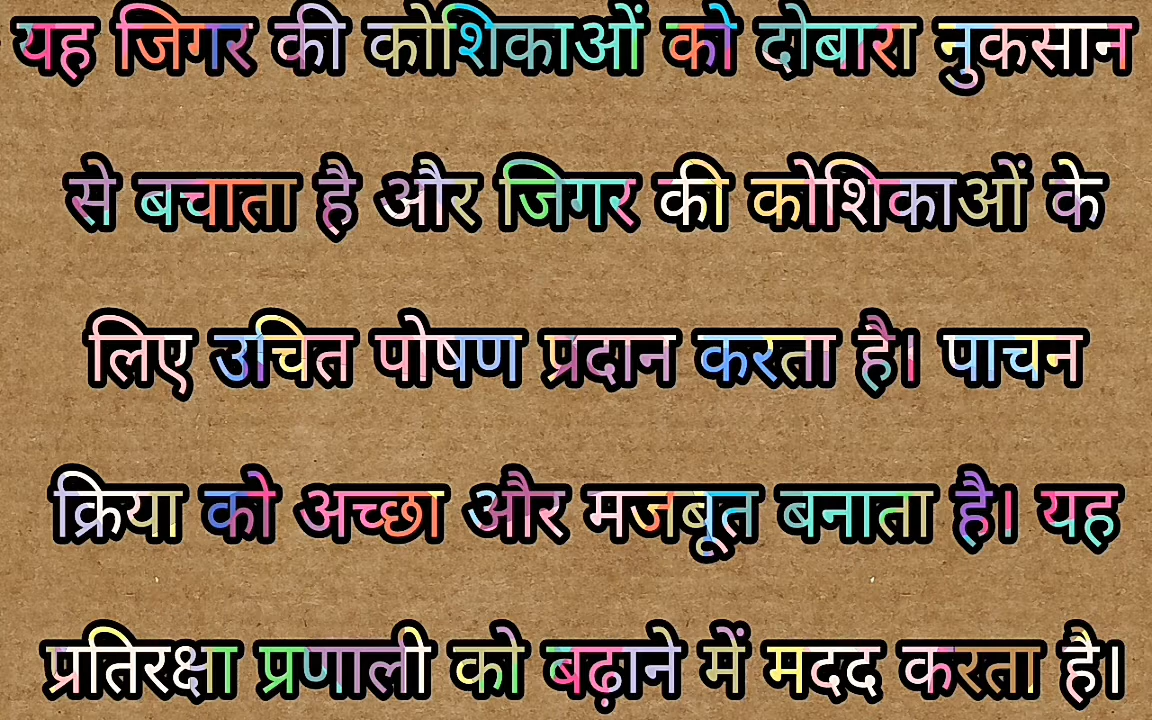 यह जिगर की कोशिकाओं को दोबारा नुकसान
से बचाता है और जिगर की कोशिकाओं के
लिए उचित पोषण प्रदान करता है। पाचन
क्रिया को अच्छा और मजबूत बनाता है। यह
प्रतिरक्षा प्रणाली को बढ़ाने में मदद करता है।